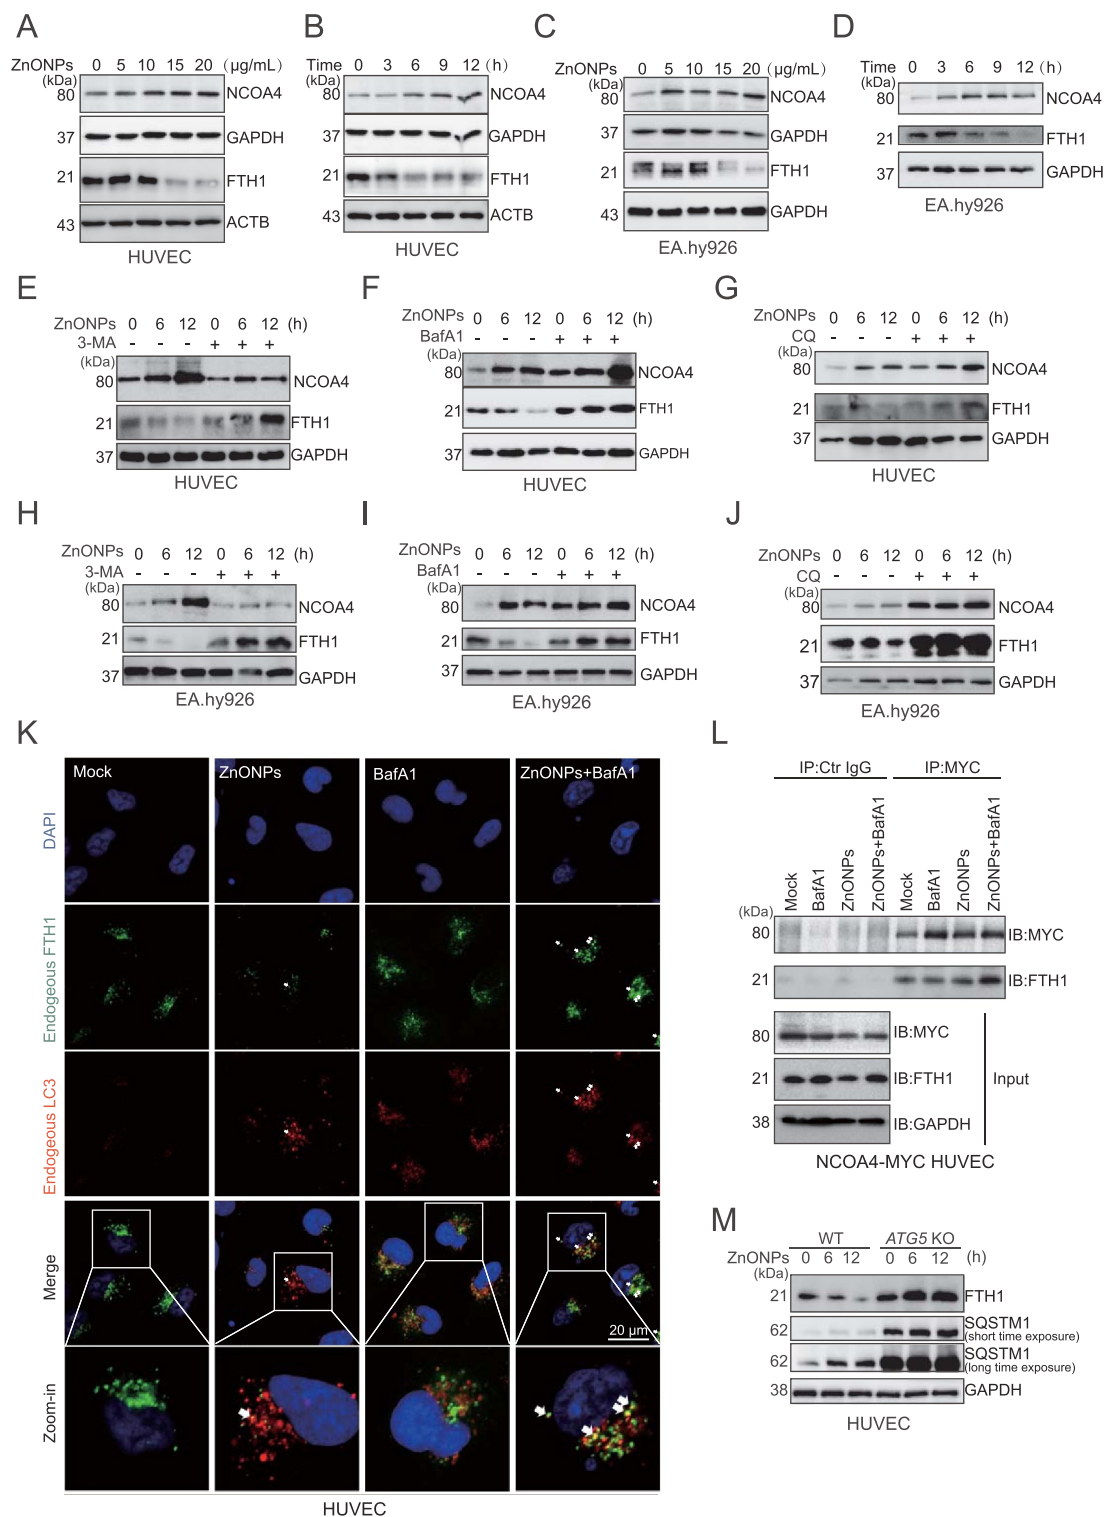 A
ZnONPs 0 5 10 15 20 (μg/mL)
(kDa)
80 NCOA4
37 GAPDH
21 FTH1
43 ACTB
HUVEC
B
Time 0 3 6 9 12 (h)
(kDa)
80 NCOA4
37 GAPDH
21 FTH1
43 ACTB
HUVEC
C
ZnONPs 0 5 10 15 20 (μg/mL)
(kDa)
80 NCOA4
37 GAPDH
21 FTH1
43 GAPDH
EA.hy926
D
Time 0 3 6 9 12 (h)
(kDa)
80 NCOA4
21 FTH1
37 GAPDH
EA.hy926
E
ZnONPs 0 6 12 0 6 12 (h)
3-MA - - - + + +
(kDa)
80 NCOA4
21 FTH1
37 GAPDH
HUVEC
F
ZnONPs 0 6 12 0 6 12 (h)
BafA1 - - - + + +
(kDa)
80 NCOA4
21 FTH1
37 GAPDH
HUVEC
G
ZnONPs 0 6 12 0 6 12 (h)
CQ - - - + + +
(kDa)
80 NCOA4
21 FTH1
37 GAPDH
HUVEC
H
ZnONPs 0 6 12 0 6 12 (h)
3-MA - - - + + +
(kDa)
80 NCOA4
21 FTH1
37 GAPDH
EA.hy926
I
ZnONPs 0 6 12 0 6 12 (h)
BafA1 - - - + + +
(kDa)
80 NCOA4
21 FTH1
37 GAPDH
EA.hy926
J
ZnONPs 0 6 12 0 6 12 (h)
CQ - - - + + +
(kDa)
80 NCOA4
21 FTH1
37 GAPDH
EA.hy926
K
Mock ZnONPs BafA1 ZnONPs+BafA1
DAPI
Endogeous FTH1
Endogeous LC3
Merge
20 μm
Zoom-in
HUVEC
L
IP:Ctr IgG IP:MYC
Mock BafA1 ZnONPs ZnONPs+BafA1 Mock BafA1 ZnONPs ZnONPs+BafA1
(kDa)
80 IB:MYC
21 IB:FTH1
80 IB:MYC
21 IB:FTH1 Input
38 IB:GAPDH
NCOA4-MYC HUVEC
M
WT ATG5 KO
ZnONPs 0 6 12 0 6 12 (h)
(kDa)
21 FTH1
62 SQSTM1
(short time exposure)
62 SQSTM1
(long time exposure)
38 GAPDH
HUVEC